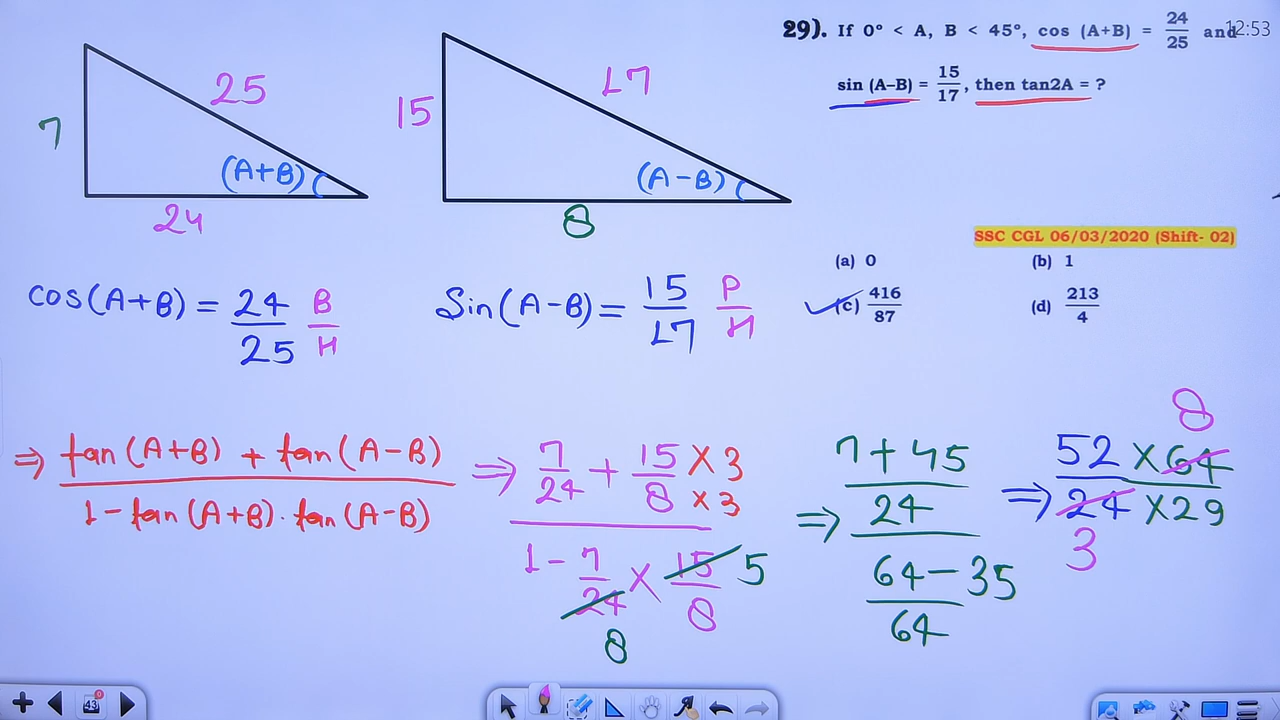 29). If 0° < A, B < 45°, cos (A+B) = 24/25 and
12:53
sin (A–B) = 15/17, then tan2A = ?
SSC CGL 06/03/2020 (Shift- 02)
(a) 0
(b) 1
(c) 416/87
(d) 213/4
7
25
(A+B)
24
15
17
(A-B)
8
cos(A+B) = 24/25 B/H
Sin(A-B) = 15/17 P/H
⇒ tan(A+B) + tan(A-B)
1 - tan(A+B) . tan(A-B)
⇒ 7/24 + 15/8 × 3 × 3
1 - 7/24 × 15/8
5
8
⇒ 7+45
24
64-35
64
8
⇒ 52 × 64
24 × 29
3
43